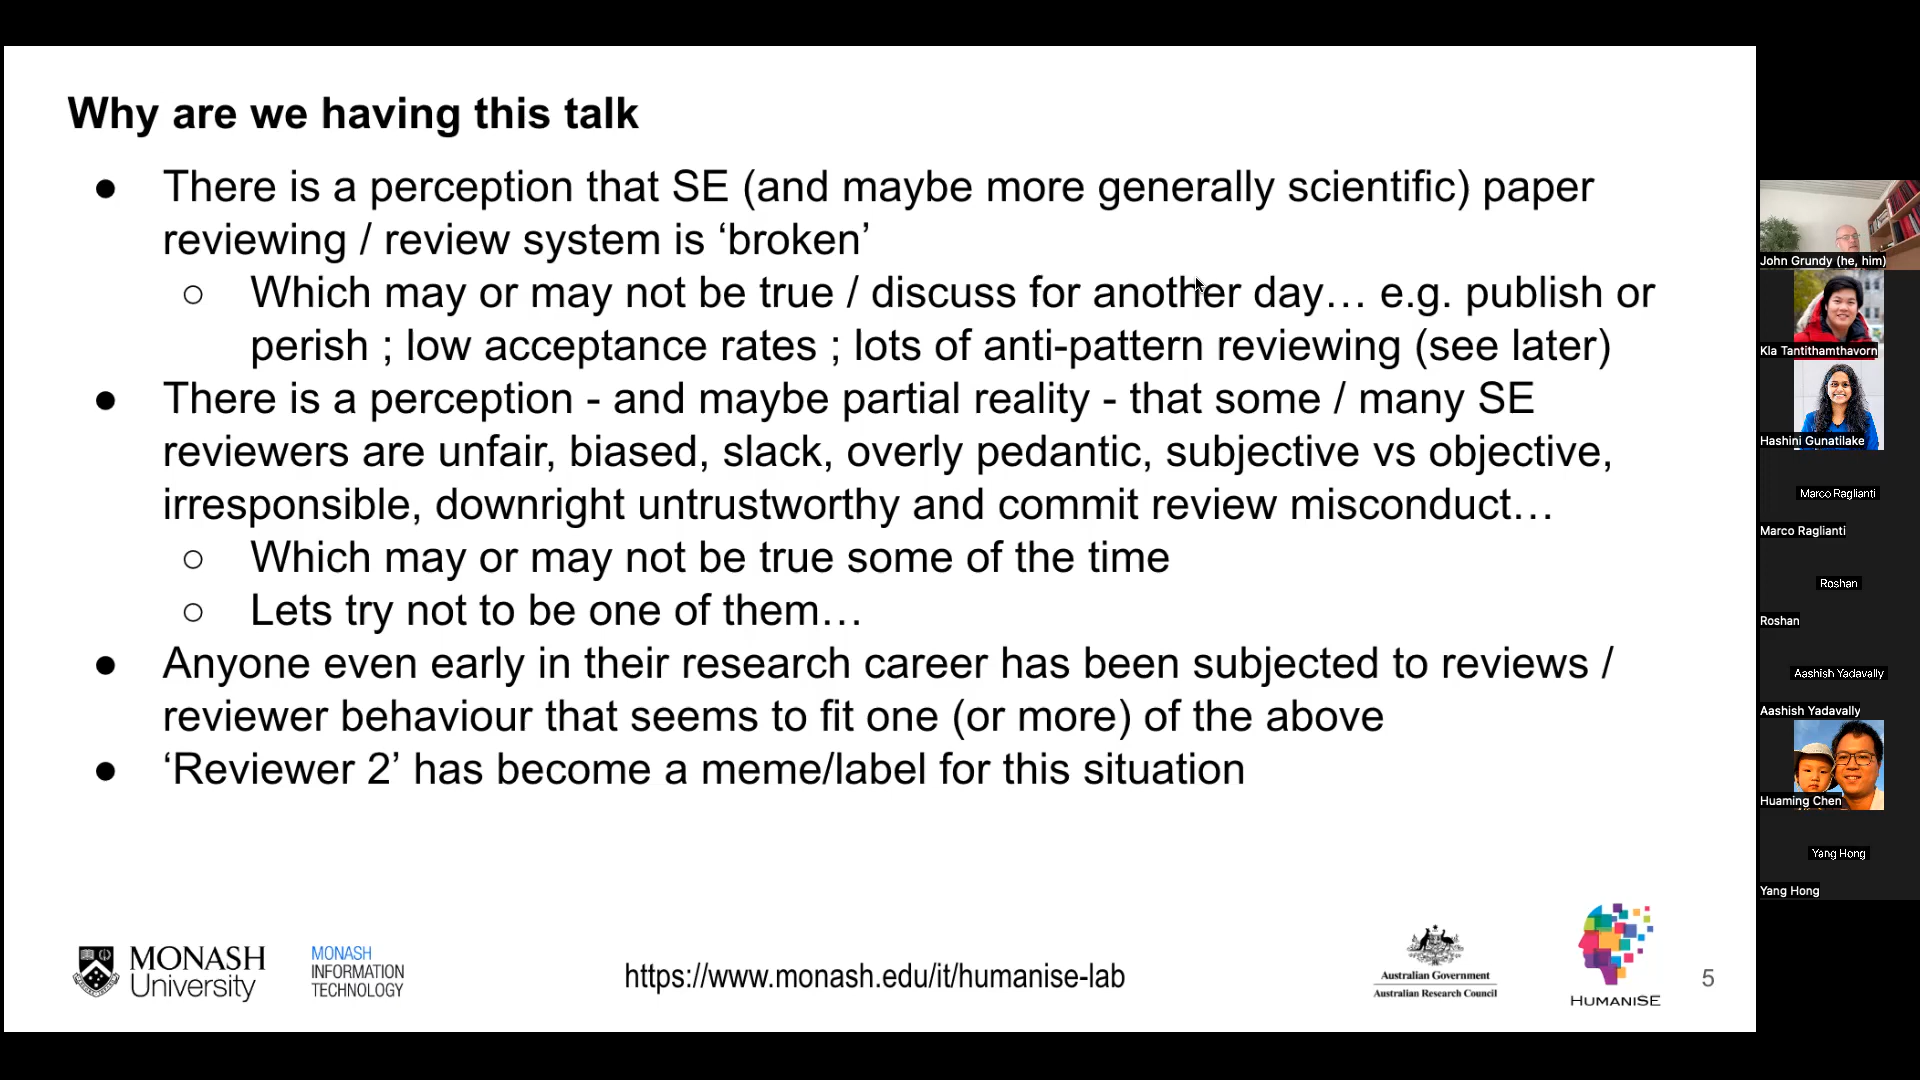 Why are we having this talk
● There is a perception that SE (and maybe more generally scientific) paper
reviewing / review system is ‘broken’
○ Which may or may not be true / discuss for another day… e.g. publish or
perish ; low acceptance rates ; lots of anti-pattern reviewing (see later)
● There is a perception - and maybe partial reality - that some / many SE
reviewers are unfair, biased, slack, overly pedantic, subjective vs objective,
irresponsible, downright untrustworthy and commit review misconduct…
○ Which may or may not be true some of the time
○ Lets try not to be one of them…
● Anyone even early in their research career has been subjected to reviews /
reviewer behaviour that seems to fit one (or more) of the above
● ‘Reviewer 2’ has become a meme/label for this situation
MONASH
University
MONASH
INFORMATION
TECHNOLOGY
https://www.monash.edu/it/humanise-lab
Australian Government
Australian Research Council
HUMANISE
5
John Grundy (he, him)
Kla Tantithamthavorn
Hashini Gunatilake
Marco Raglianti
Marco Raglianti
Roshan
Roshan
Aashish Yadavally
Aashish Yadavally
Huaming Chen
Yang Hong
Yang Hong